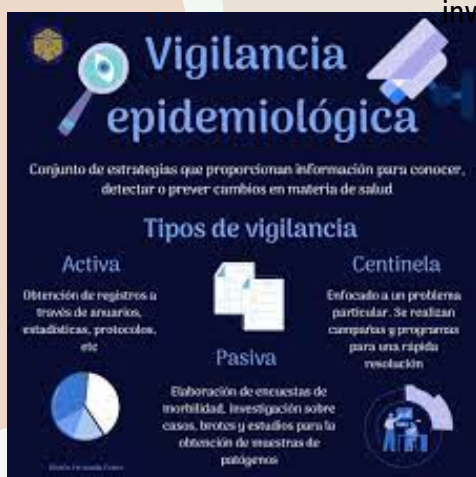 inv
Vigilancia
epidemiológica
Conjunto de estrategias que proporcionan información para conocer,
detectar o prever cambios en materia de salud
Tipos de vigilancia
Activa
Obtención de registros a
través de anuarios,
estadísticas, protocolos,
etc
Centinela
Enfocado a un problema
particular. Se realizan
campañas y programas
para una rápida
resolución
Pasiva
Elaboración de encuestas de
morbilidad, investigación sobre
casos, brotes y estudios para la
obtención de muestras de
patógenos